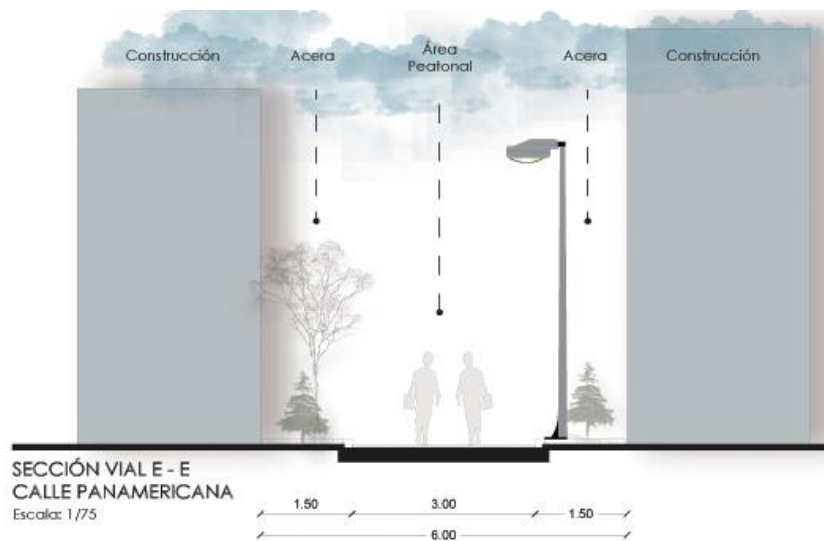 Construcción
Acera
Área
Peatonal
Acera
Construcción
SECCIÓN VIAL E - E
CALLE PANAMERICANA
Escala: 1/75
1.50
3.00
1.50
6.00